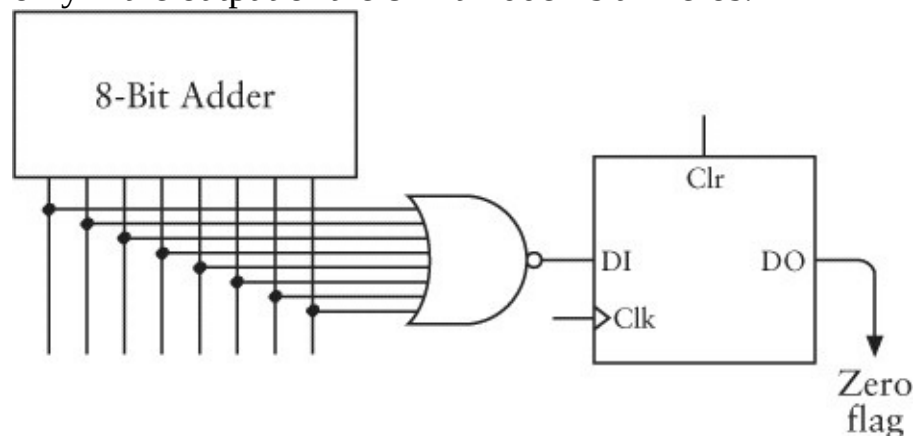 8-Bit Adder
Clr
DI
DO
Clk
Zero
flag